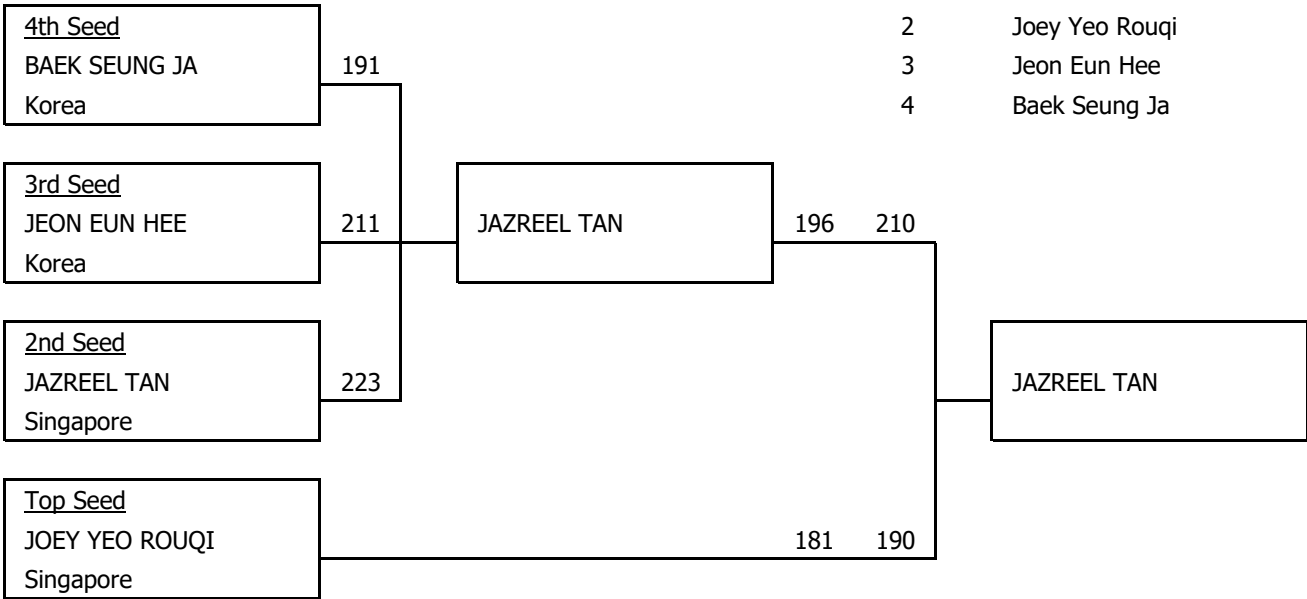 4th Seed 2 Joey Yeo Rouqi
BAEK SEUNG JA 191 3 Jeon Eun Hee
Korea 4 Baek Seung Ja
3rd Seed
JEON EUN HEE 211 JAZREEL TAN 196 210
Korea
2nd Seed
JAZREEL TAN 223 JAZREEL TAN
Singapore
Top Seed
JOEY YEO ROUQI 181 190
Singapore